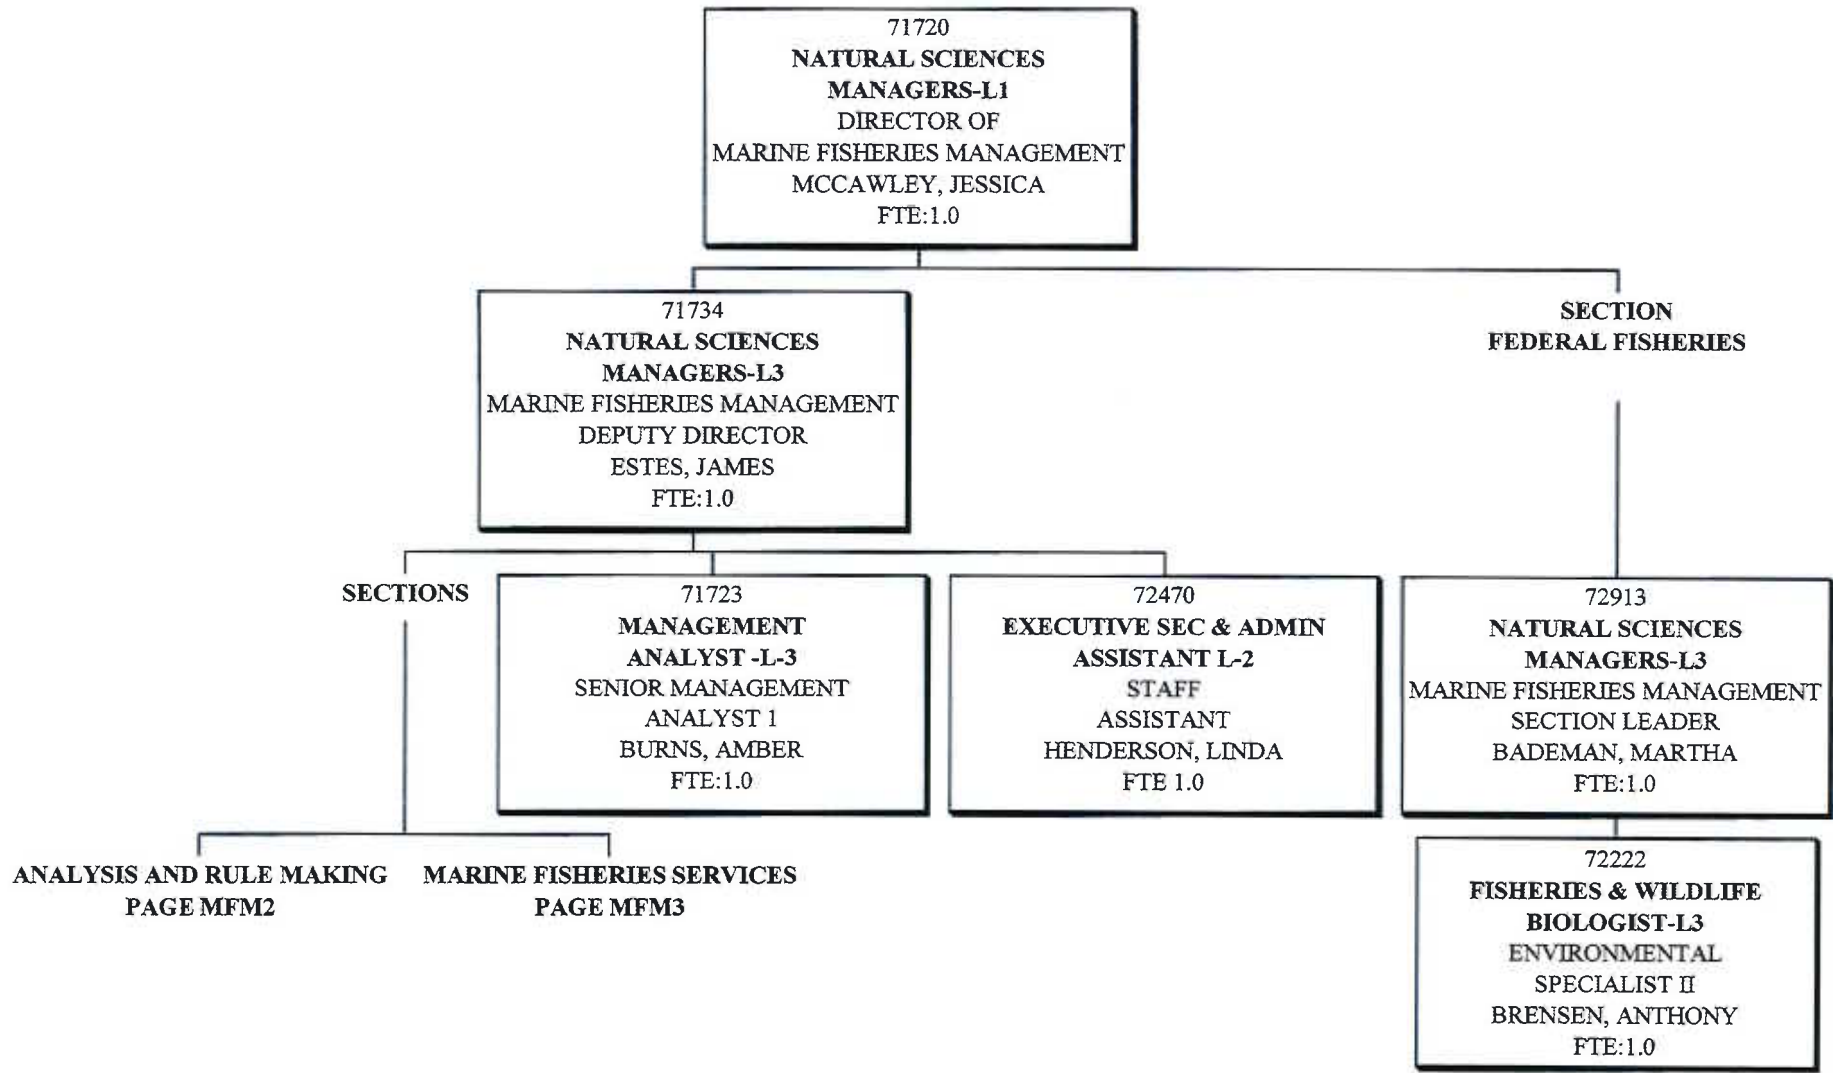 71720
NATURAL SCIENCES
MANAGERS-L1
DIRECTOR OF
MARINE FISHERIES MANAGEMENT
MCCAWLEY, JESSICA
FTE:1.0
71734
NATURAL SCIENCES
MANAGERS-L3
MARINE FISHERIES MANAGEMENT
DEPUTY DIRECTOR
ESTES, JAMES
FTE:1.0
SECTION
FEDERAL FISHERIES
SECTIONS
71723
MANAGEMENT
ANALYST -L-3
SENIOR MANAGEMENT
ANALYST 1
BURNS, AMBER
FTE:1.0
72470
EXECUTIVE SEC & ADMIN
ASSISTANT L-2
STAFF
ASSISTANT
HENDERSON, LINDA
FTE 1.0
72913
NATURAL SCIENCES
MANAGERS-L3
MARINE FISHERIES MANAGEMENT
SECTION LEADER
BADEMAN, MARTHA
FTE:1.0
ANALYSIS AND RULE MAKING
PAGE MFM2
MARINE FISHERIES SERVICES
PAGE MFM3
72222
FISHERIES & WILDLIFE
BIOLOGIST-L3
ENVIRONMENTAL
SPECIALIST II
BRENSEN, ANTHONY
FTE:1.0